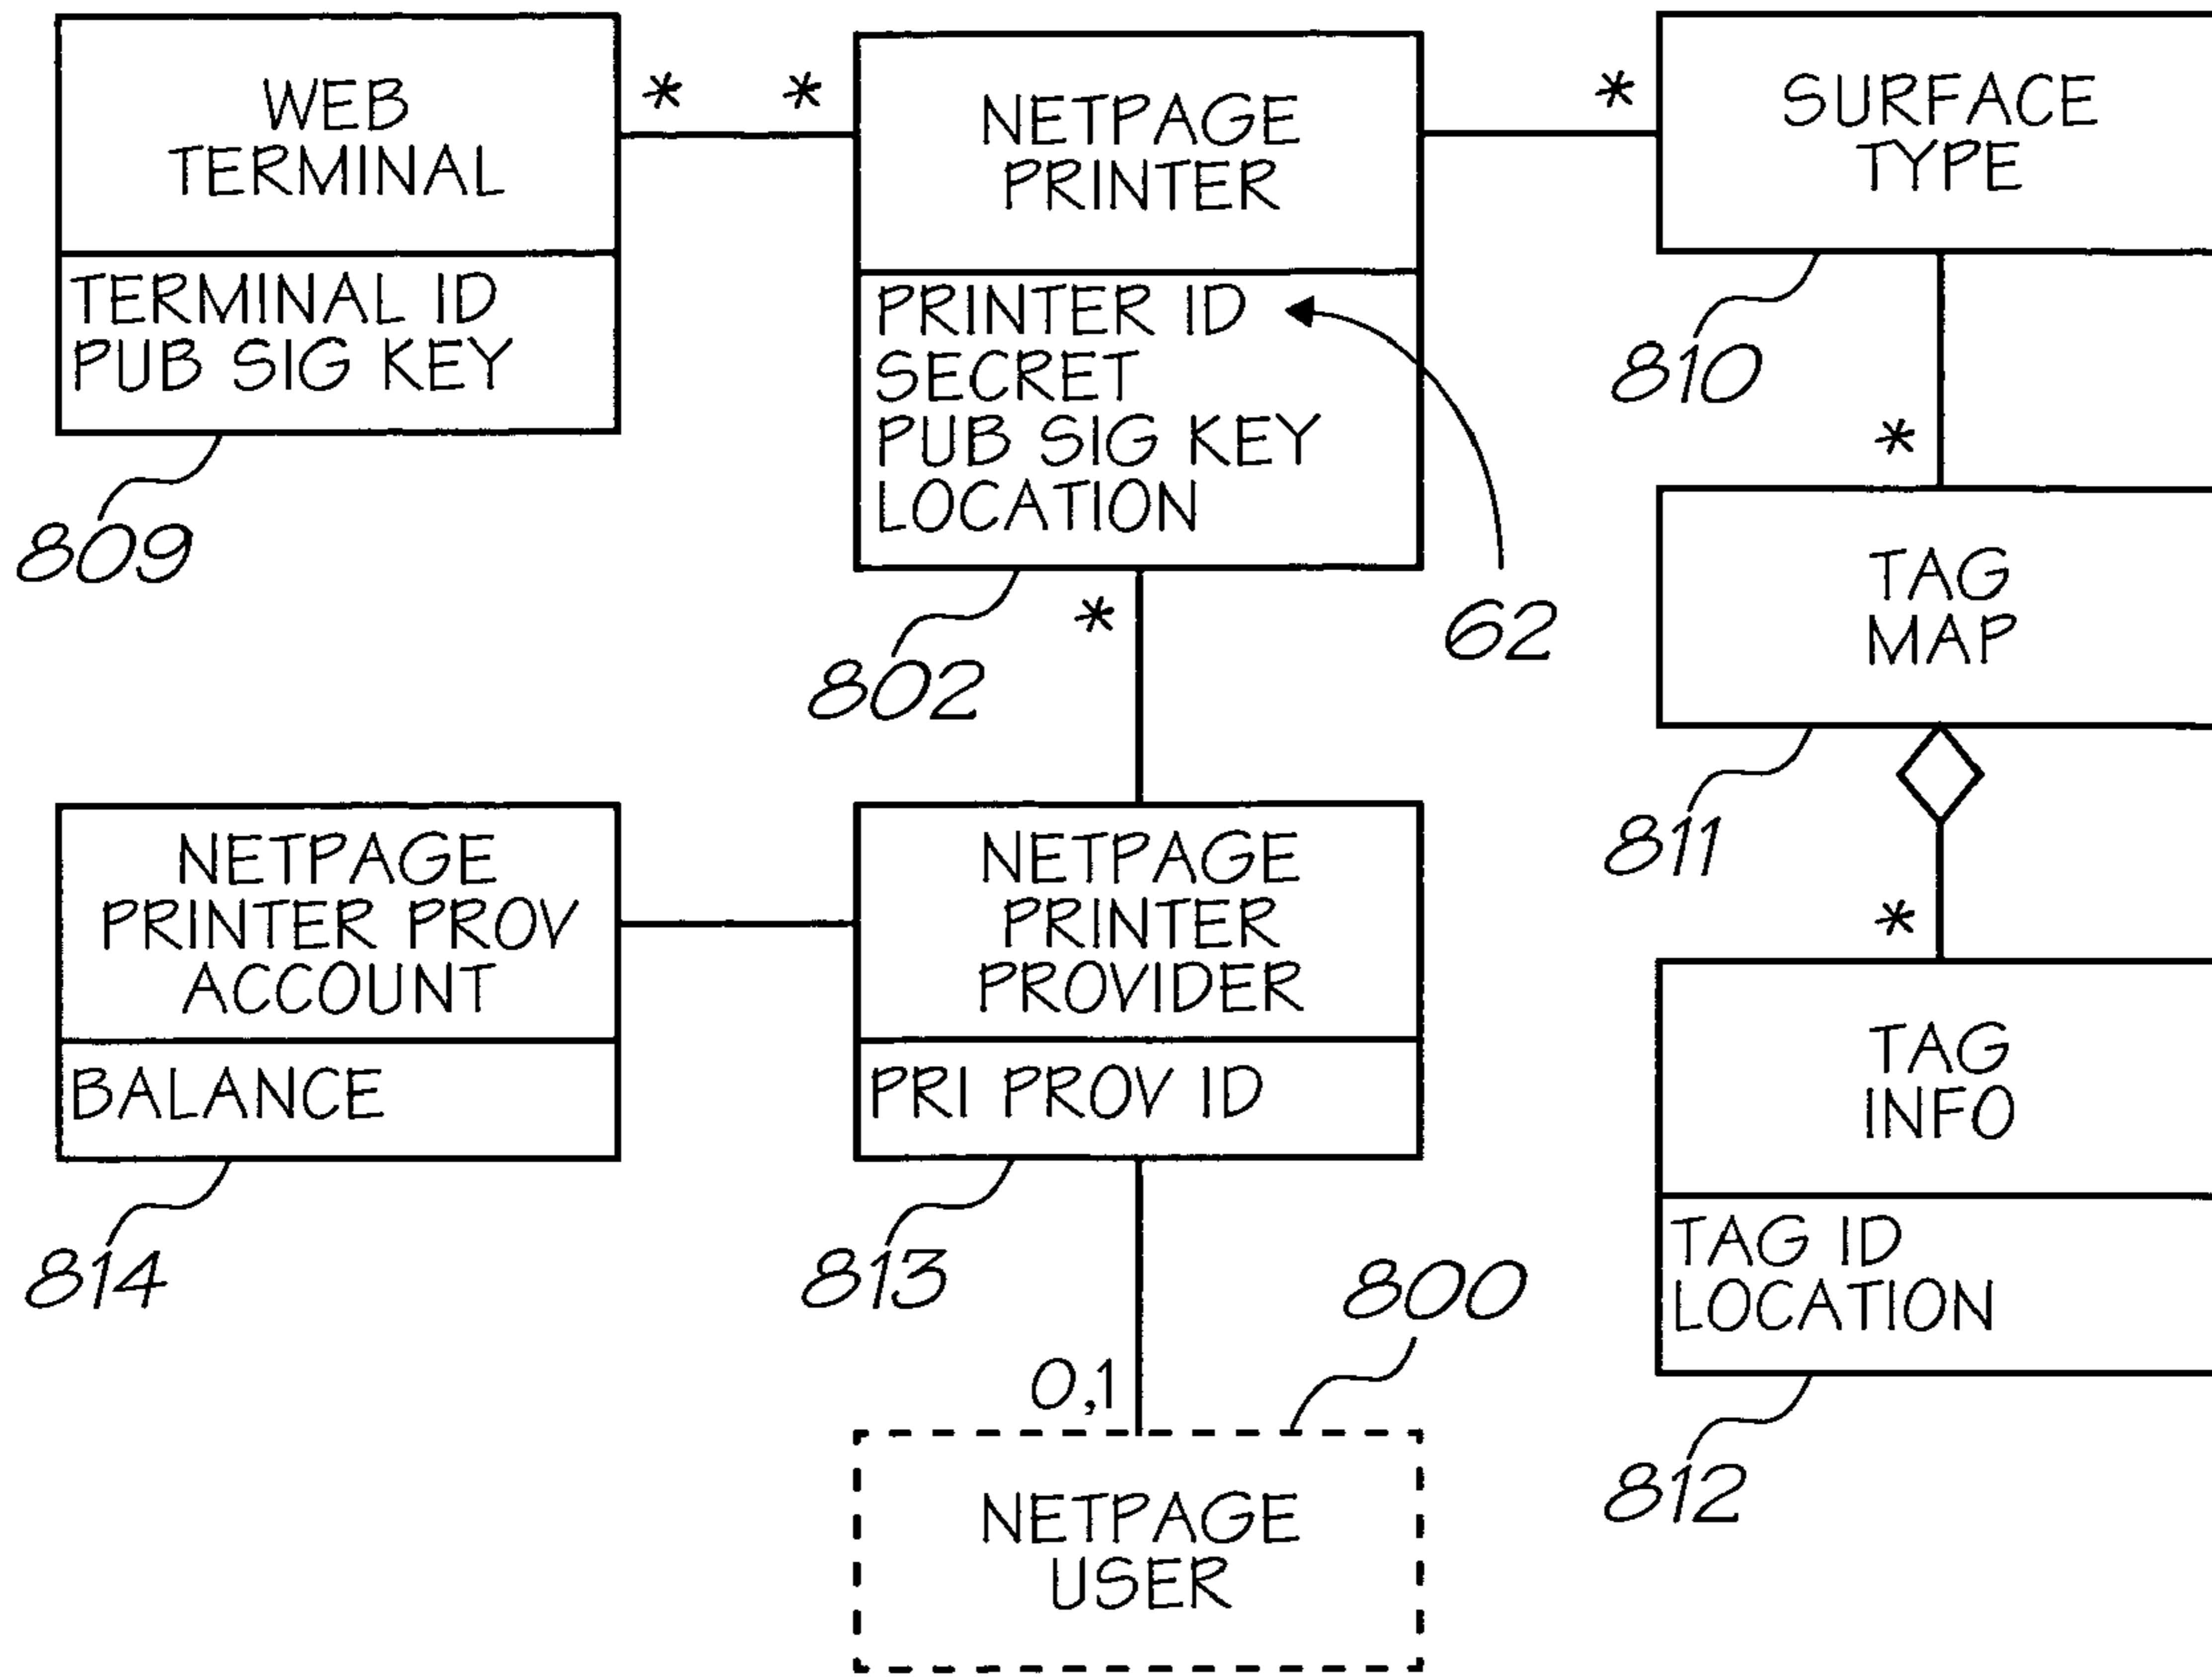 WEB
TERMINAL
TERMINAL ID
PUB SIG KEY
809
*
*
NETPAGE
PRINTER
PRINTER ID
SECRET
PUB SIG KEY
LOCATION
62
802
*
*
SURFACE
TYPE
810
*
TAG
MAP
811
*
NETPAGE
PRINTER PROV
ACCOUNT
BALANCE
814
NETPAGE
PRINTER
PROVIDER
PRI PROV ID
813
0,1
800
NETPAGE
USER
TAG
INFO
TAG ID
LOCATION
812